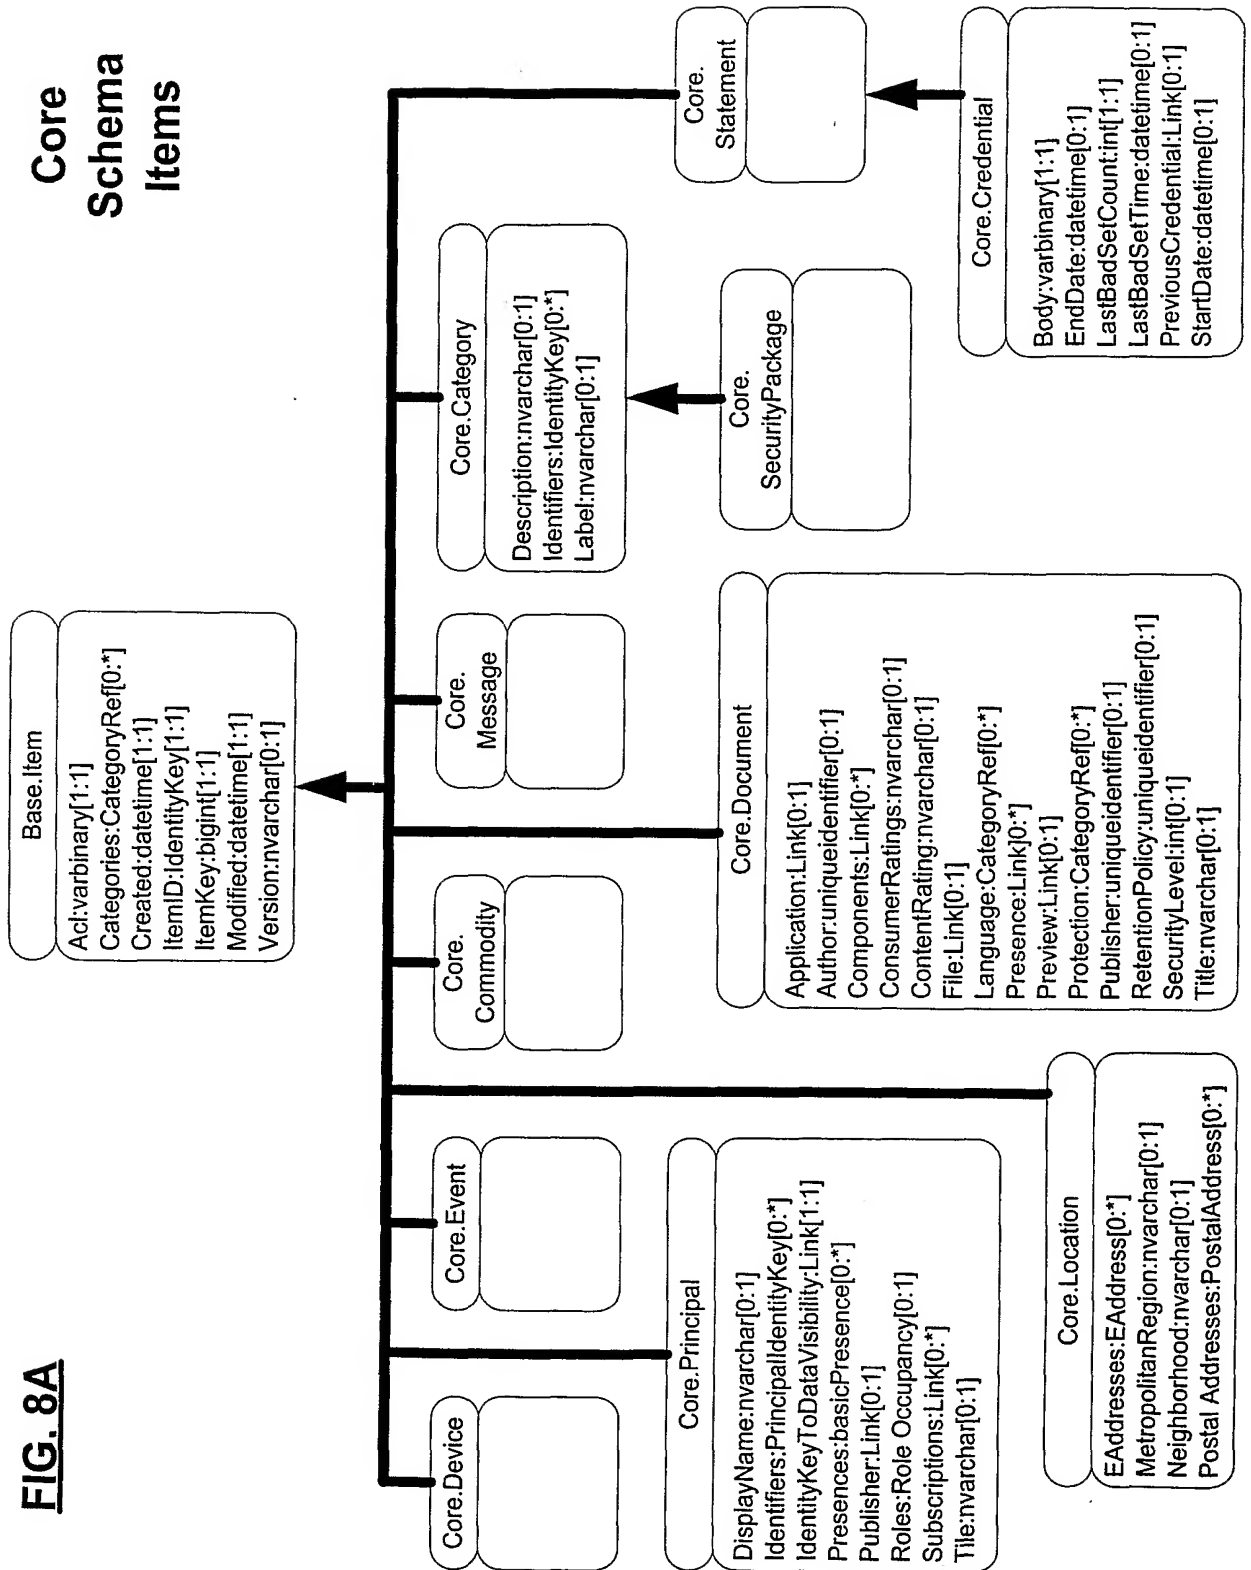 FIG. 8A
Core
Schema
Items
Base.Item
Acl:varbinary[1:1]
Categories:CategoryRef[0:*]
Created:datetime[1:1]
ItemID:IdentityKey[1:1]
ItemKey:bigint[1:1]
Modified:datetime[1:1]
Version:nvarchar[0:1]
Core.Device
Core.Event
Core.
Commodity
Core.
Message
Core.Category
Description:nvarchar[0:1]
Identifiers:IdentityKey[0:*]
Label:nvarchar[0:1]
Core.
Statement
Core.Principal
DisplayName:nvarchar[0:1]
Identifiers:PrincipalIdentityKey[0:*]
IdentityKeyToDataVisibility:Link[1:1]
Presences:basicPresence[0:*]
Publisher:Link[0:1]
Roles:Role Occupancy[0:1]
Subscriptions:Link[0:*]
Tile:nvarchar[0:1]
Core.Document
Application:Link[0:1]
Author:uniqueidentifier[0:1]
Components:Link[0:*]
ConsumerRatings:nvarchar[0:1]
ContentRating:nvarchar[0:1]
File:Link[0:1]
Language:CategoryRef[0:*]
Presence:Link]0:*]
Preview:Link[0:1]
Protection:CategoryRef[0:*]
Publisher:uniqueidentifier[0:1]
RetentionPolicy:uniqueidentifier[0:1]
SecurityLevel:int[0:1]
Title:nvarchar[0:1]
Core.
SecurityPackage
Core.Credential
Body:varbinary[1:1]
EndDate:datetime[0:1]
LastBadSetCount:int[1:1]
LastBadSetTime:datetime[0:1]
PreviousCredential:Link[0:1]
StartDate:datetime[0:1]
Core.Location
EAddresses:EAddress[0:*]
MetropolitanRegion:nvarchar[0:1]
Neighborhood:nvarchar[0:1]
Postal Addresses:PostalAddress[0:*]